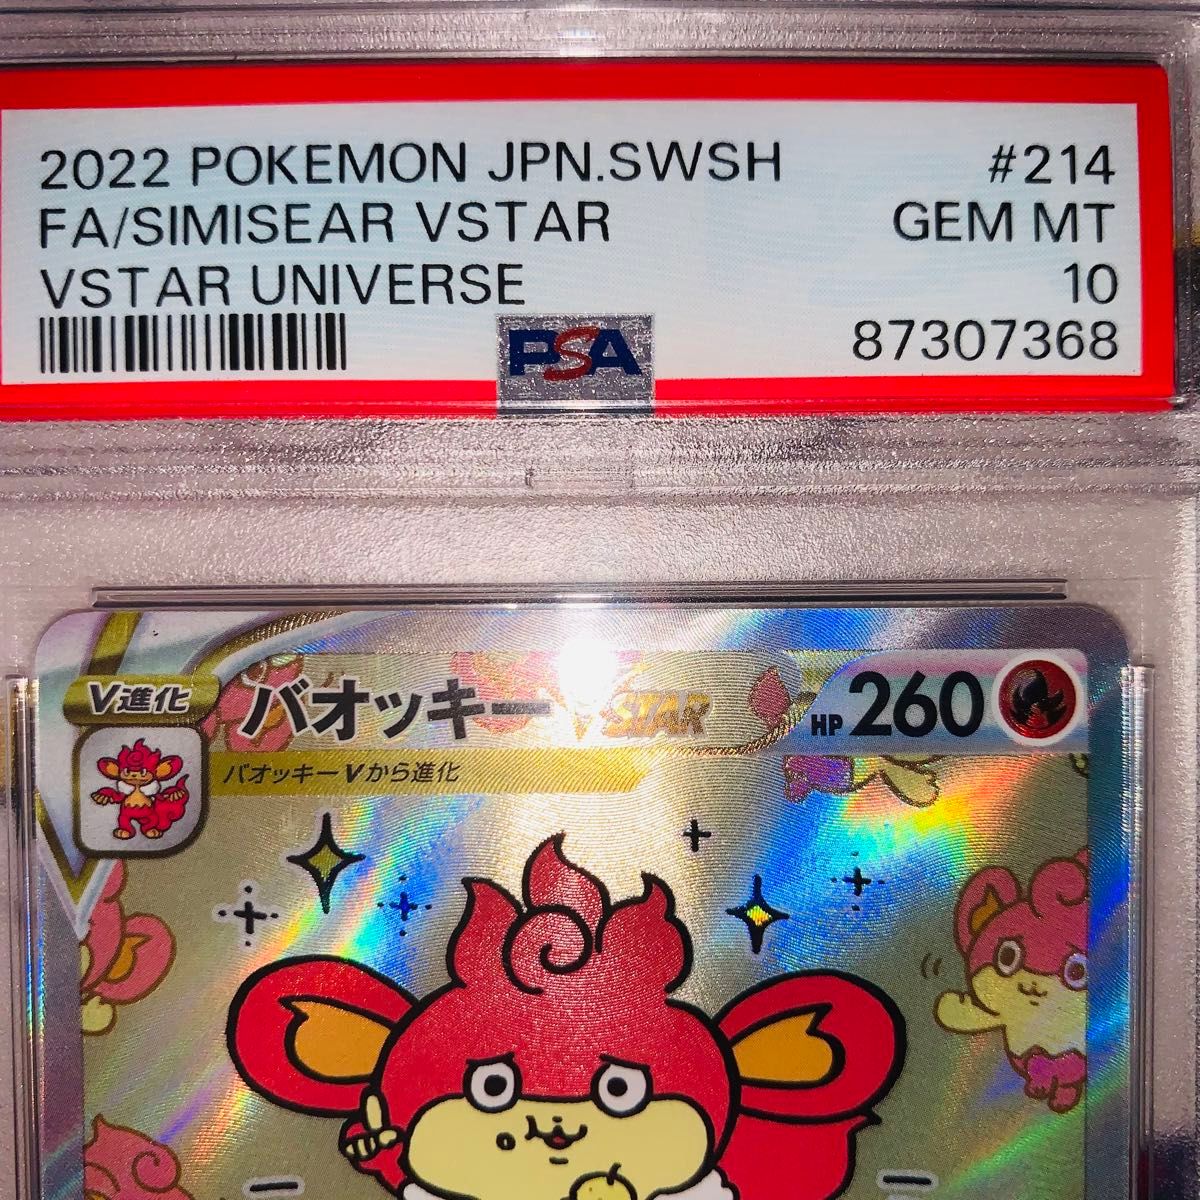 2022 POKEMON JPN.SWSH #214
FA/SIMISEAR VSTAR GEM MT
VSTAR UNIVERSE 10
87307368
PSA
V進化 バオッキー VSTAR HP 260
バオッキーVから進化